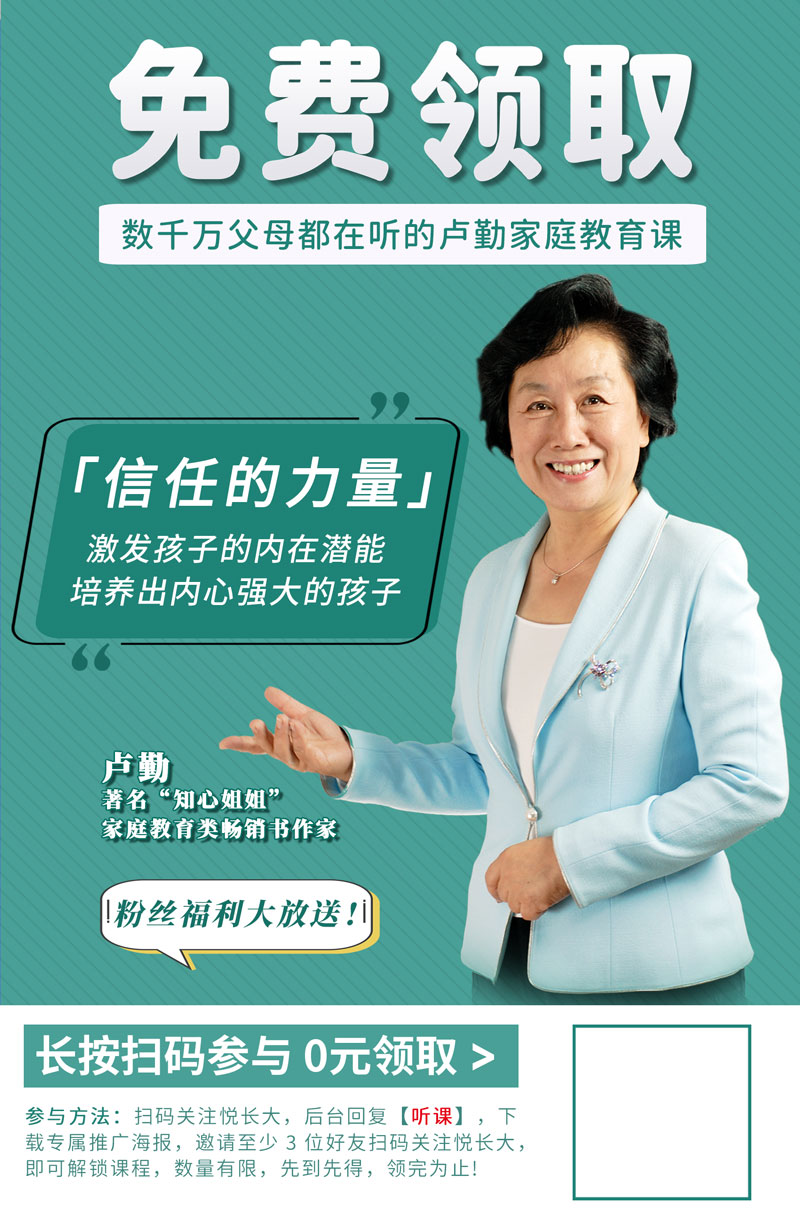 免费领取
数千万父母都在听的卢勤家庭教育课
「信任的力量」
激发孩子的内在潜能
培养出内心强大的孩子
卢勤
著名“知心姐姐”
家庭教育类畅销书作家
粉丝福利大放送！
长按扫码参与 0元领取 >
参与方法：扫码关注悦长大，后台回复【听课】，下
载专属推广海报，邀请至少 3 位好友扫码关注悦长大，
即可解锁课程，数量有限，先到先得，领完为止!